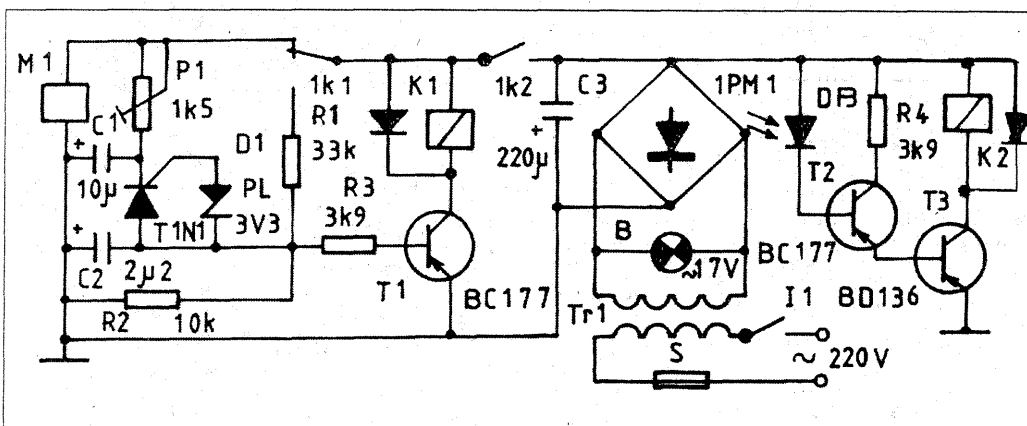 M1
P1
1k5
C1
+
10µ
T1N1
D1
PL
3V3
R1
33k
1k1
K1
1k2
R3
3k9
+
C2
2µ2
R2
10k
T1
BC177
C3
+
220µ
1PM1
B
~17V
Tr1
S
I1
~ 220V
DB
T2
BC177
R4
3k9
K2
T3
BD136